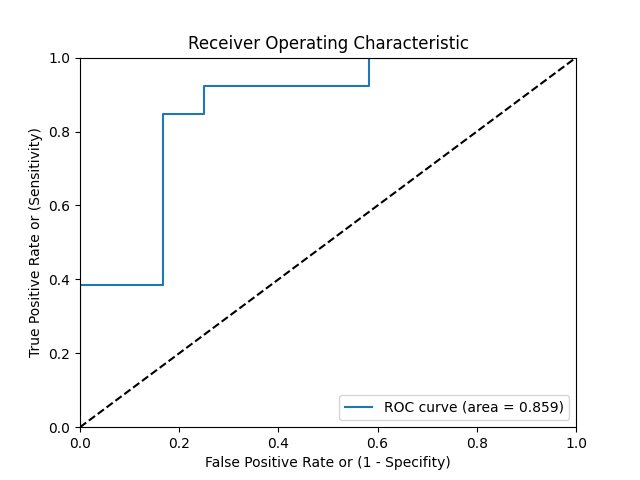 Receiver Operating Characteristic
True Positive Rate or (Sensitivity)
1.0
0.8
0.6
0.4
0.2
0.0
ROC curve (area = 0.859)
0.0 0.2 0.4 0.6 0.8 1.0
False Positive Rate or (1 - Specifity)